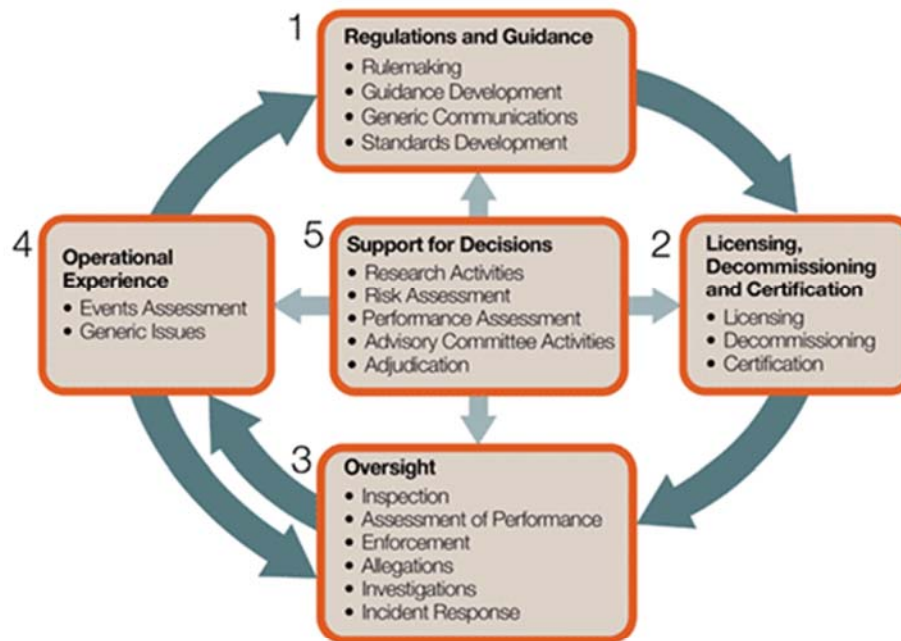 1
Regulations and Guidance
• Rulemaking
• Guidance Development
• Generic Communications
• Standards Development
4
Operational
Experience
• Events Assessment
• Generic Issues
5
Support for Decisions
• Research Activities
• Risk Assessment
• Performance Assessment
• Advisory Committee Activities
• Adjudication
2
Licensing,
Decommissioning
and Certification
• Licensing
• Decommissioning
• Certification
3
Oversight
• Inspection
• Assessment of Performance
• Enforcement
• Allegations
• Investigations
• Incident Response